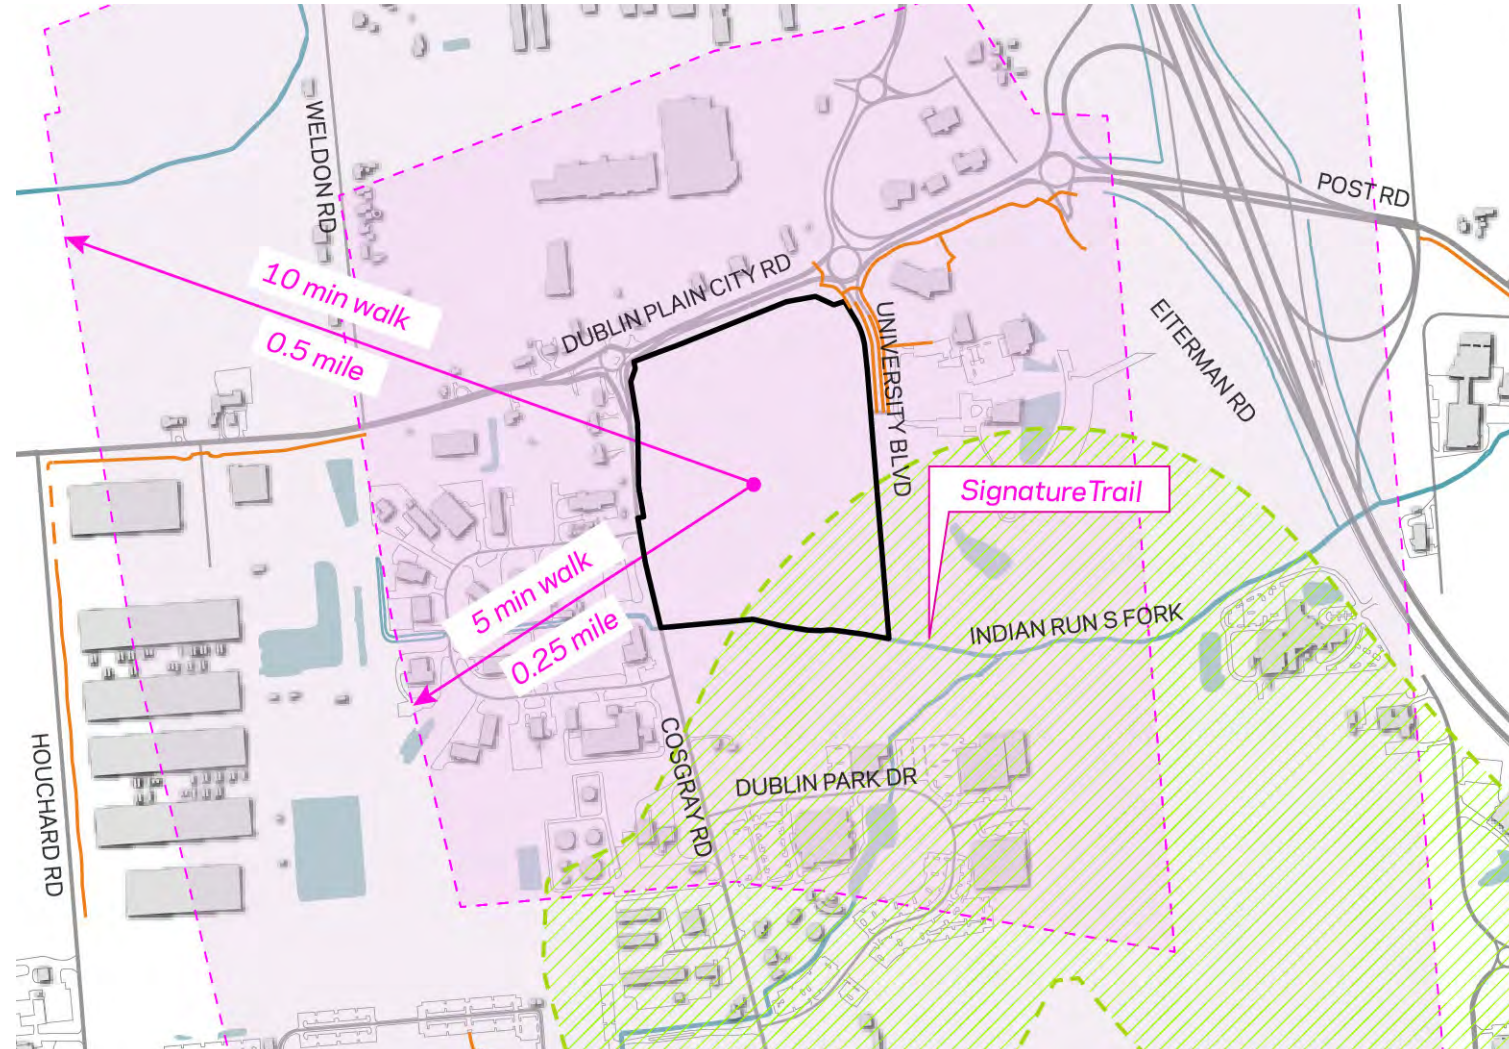 WELDON RD
POST RD
10 min walk
0.5 mile
DUBLIN PLAIN CITY RD
UNIVERSITY BLVD
EITERMAN RD
Signature Trail
5 min walk
0.25 mile
INDIAN RUN S FORK
HOUCHARD RD
COSGRAY RD
DUBLIN PARK DR